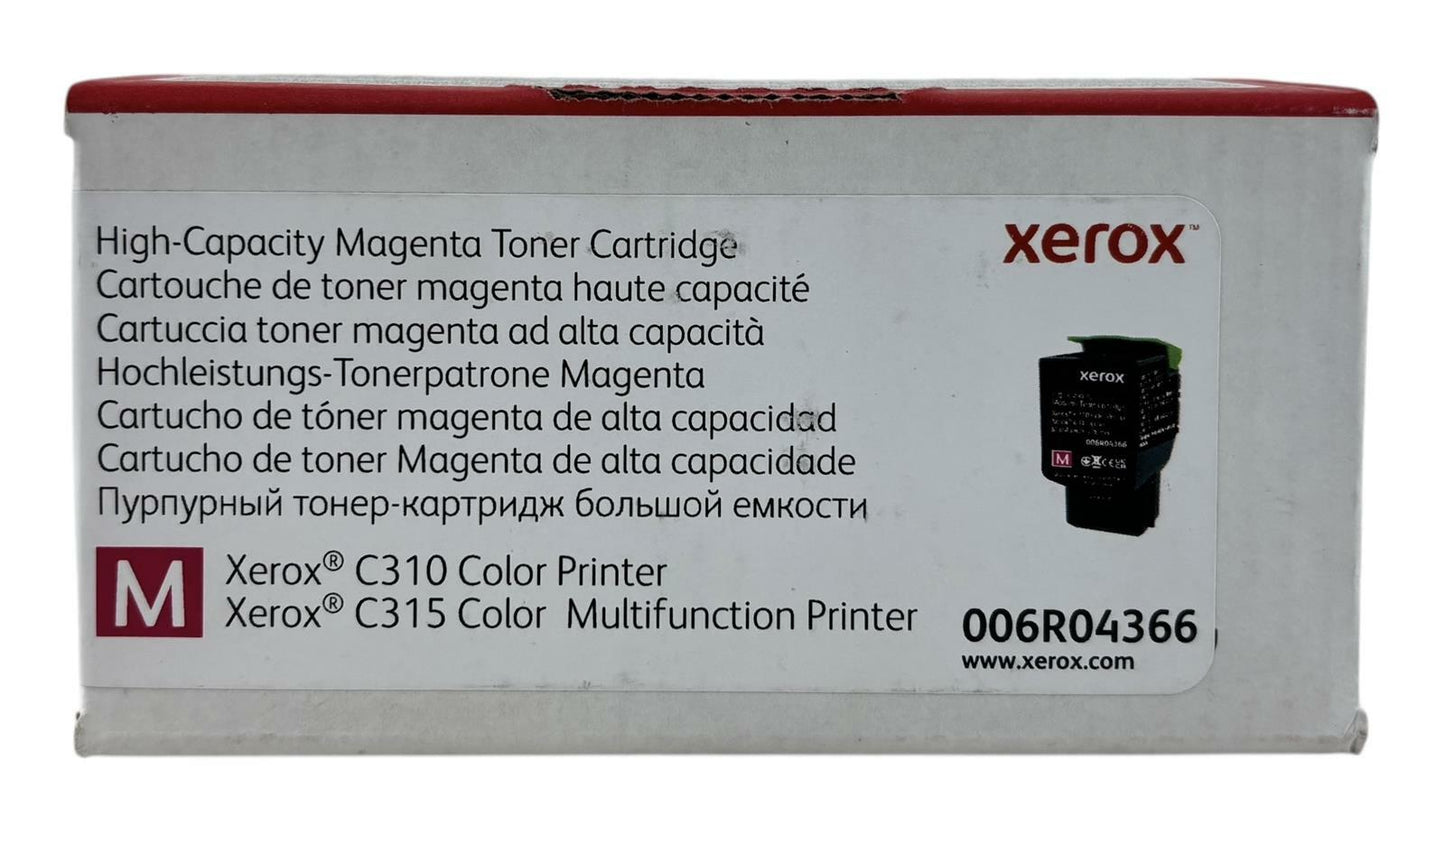 High-Capacity Magenta Toner Cartridge
Cartouche de toner magenta haute capacité
Cartuccia toner magenta ad alta capacità
Hochleistungs-Tonerpatrone Magenta
Cartucho de tóner magenta de alta capacidad
Cartucho de toner Magenta de alta capacidade
Пурпурный тонер-картридж большой емкости
M
Xerox® C310 Color Printer
Xerox® C315 Color Multifunction Printer
xerox™
xerox
006R04366
M
006R04366
www.xerox.com